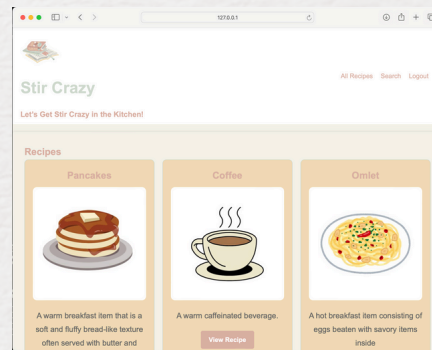 127.0.0.1
All Recipes Search Logout
Stir Crazy
Let's Get Stir Crazy in the Kitchen!
Recipes
Pancakes
Coffee
Omlet
A warm breakfast item that is a
soft and fluffy bread-like texture
often served with butter and
A warm caffeinated beverage.
View Recipe
A hot breakfast item consisting of
eggs beaten with savory items
inside